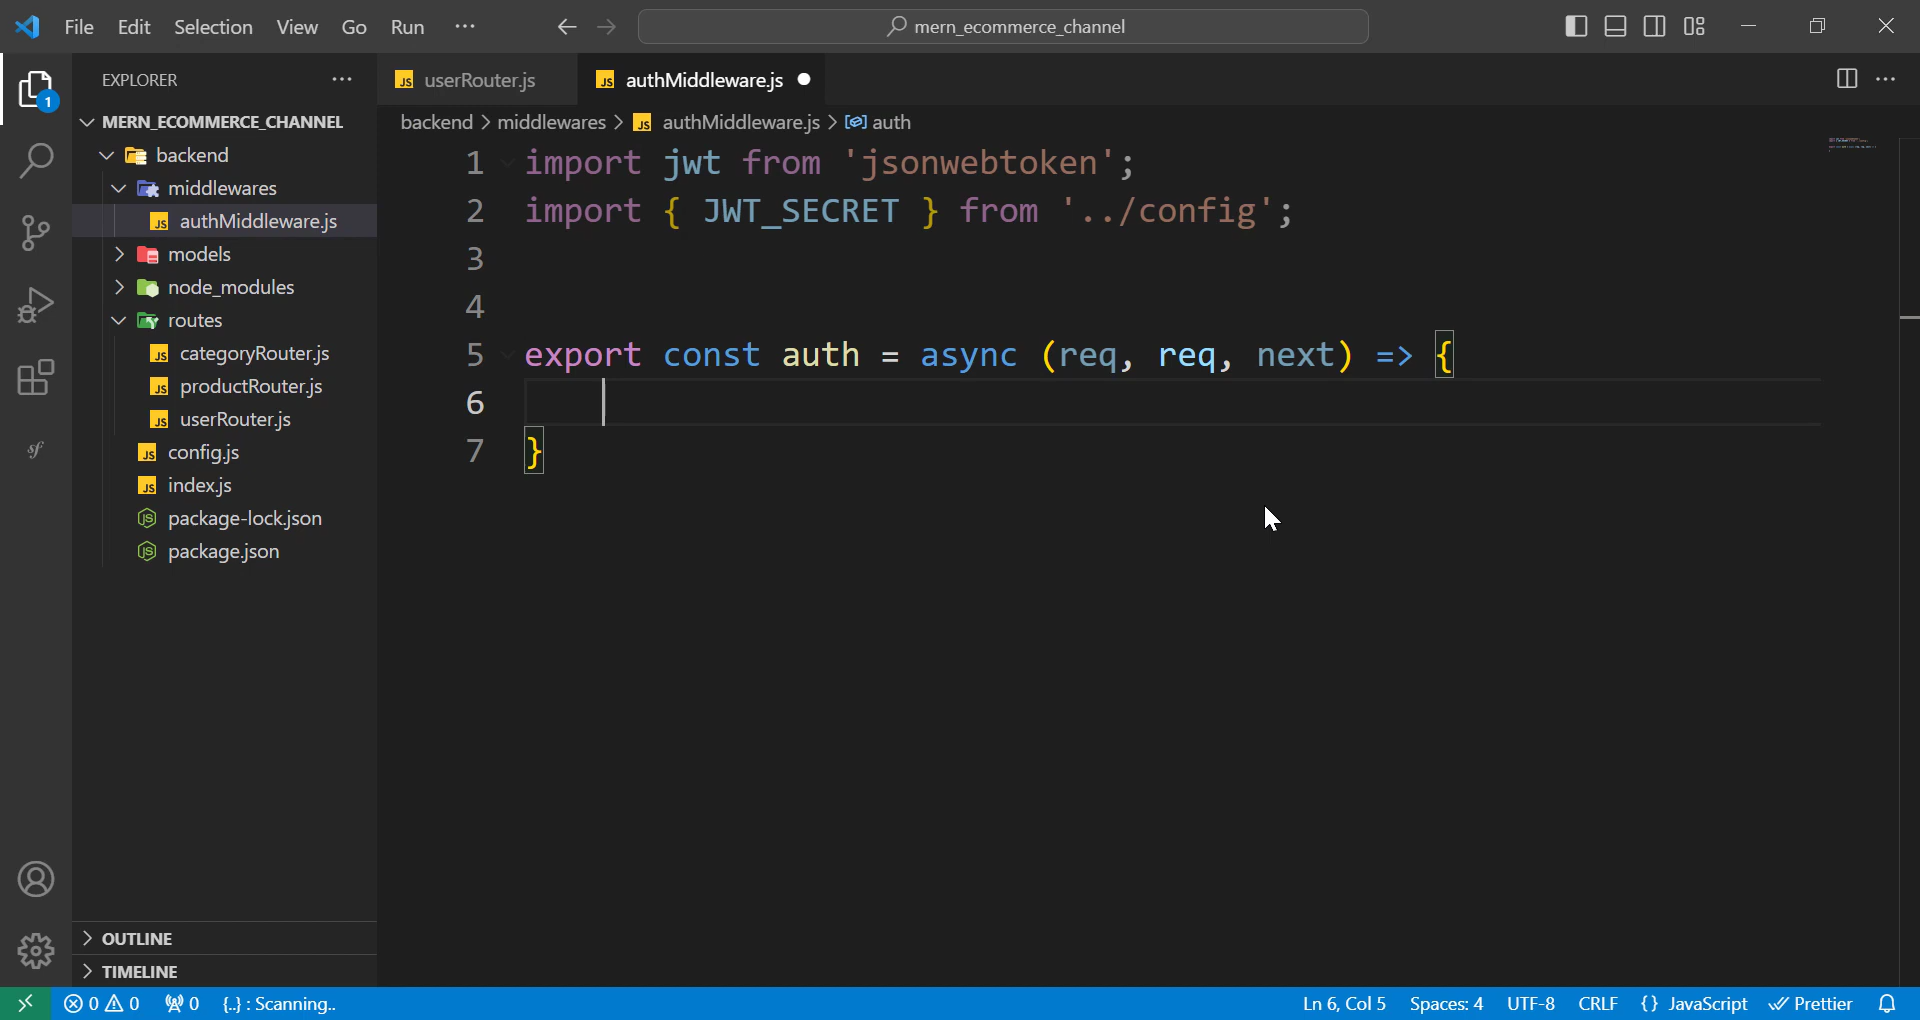 File Edit Selection View Go Run ··· mern_ecommerce_channel
EXPLORER ···
userRouter.js
authMiddleware.js
MERN_ECOMMERCE_CHANNEL
backend
middlewares
authMiddleware.js
models
node_modules
routes
categoryRouter.js
productRouter.js
userRouter.js
config.js
index.js
package-lock.json
package.json
OUTLINE
TIMELINE
backend > middlewares > JS authMiddleware.js > auth
1 import jwt from 'jsonwebtoken';
2 import { JWT_SECRET } from '../config';
3
4
5 export const auth = async (req, req, next) => {
6
7 }
1
0 0 0 {..} : Scanning.. Ln 6, Col 5 Spaces: 4 UTF-8 CRLF {} JavaScript Prettier